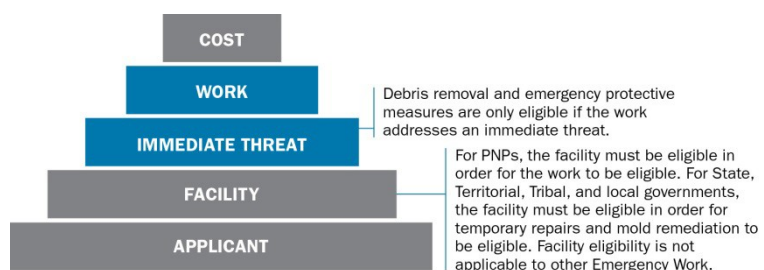 COST
WORK
IMMEDIATE THREAT
FACILITY
APPLICANT
Debris removal and emergency protective
measures are only eligible if the work
addresses an immediate threat.
For PNPs, the facility must be eligible in
order for the work to be eligible. For State,
Territorial, Tribal, and local governments,
the facility must be eligible in order for
temporary repairs and mold remediation to
be eligible. Facility eligibility is not
applicable to other Emergency Work.